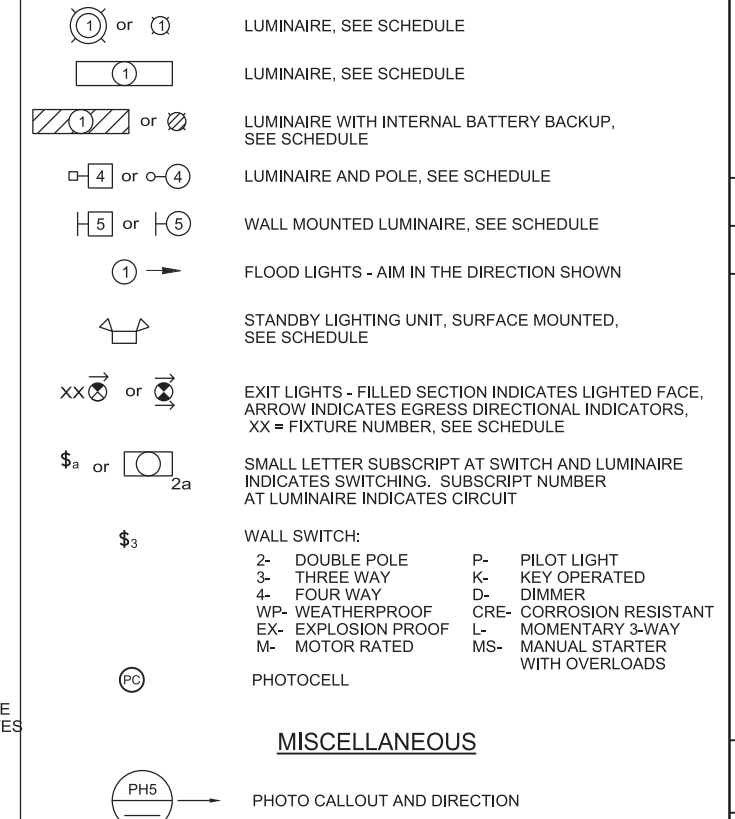 1 or 1 LUMINAIRE, SEE SCHEDULE
1 LUMINAIRE, SEE SCHEDULE
1 or LUMINAIRE WITH INTERNAL BATTERY BACKUP,
SEE SCHEDULE
4 or 4 LUMINAIRE AND POLE, SEE SCHEDULE
5 or 5 WALL MOUNTED LUMINAIRE, SEE SCHEDULE
1 FLOOD LIGHTS - AIM IN THE DIRECTION SHOWN
STANDBY LIGHTING UNIT, SURFACE MOUNTED,
SEE SCHEDULE
XX or EXIT LIGHTS - FILLED SECTION INDICATES LIGHTED FACE,
ARROW INDICATES EGRESS DIRECTIONAL INDICATORS,
XX = FIXTURE NUMBER, SEE SCHEDULE
$a or 2a SMALL LETTER SUBSCRIPT AT SWITCH AND LUMINAIRE
INDICATES SWITCHING. SUBSCRIPT NUMBER
AT LUMINAIRE INDICATES CIRCUIT
$3 WALL SWITCH:
2- DOUBLE POLE P- PILOT LIGHT
3- THREE WAY K- KEY OPERATED
4- FOUR WAY D- DIMMER
WP- WEATHERPROOF CRE- CORROSION RESISTANT
EX- EXPLOSION PROOF L- MOMENTARY 3-WAY
M- MOTOR RATED MS- MANUAL STARTER
WITH OVERLOADS
PC PHOTOCELL
MISCELLANEOUS
PH5 PHOTO CALLOUT AND DIRECTION